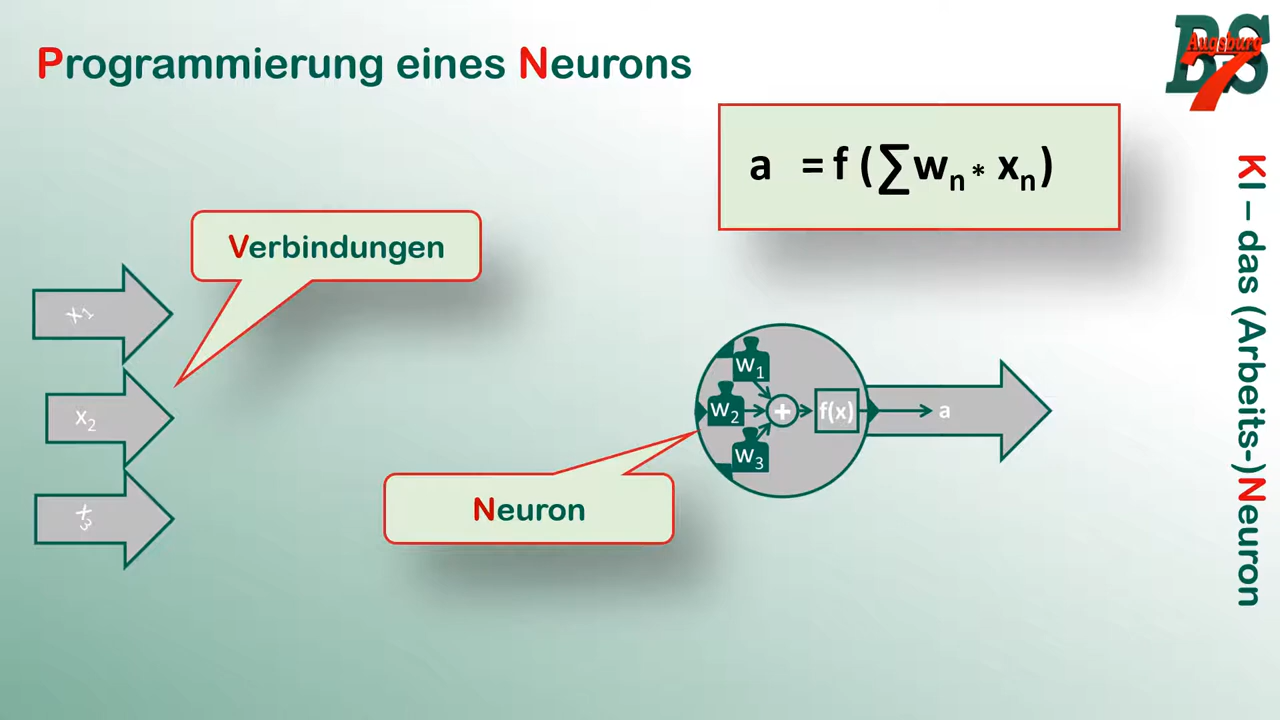 Programmierung eines Neurons
BS
Augsburg
7
a = f (∑wₙ * xₙ)
Verbindungen
x₁
x₂
x₃
w₁
w₂
w₃
+
f(x)
a
Neuron
KI – das (Arbeits-)Neuron